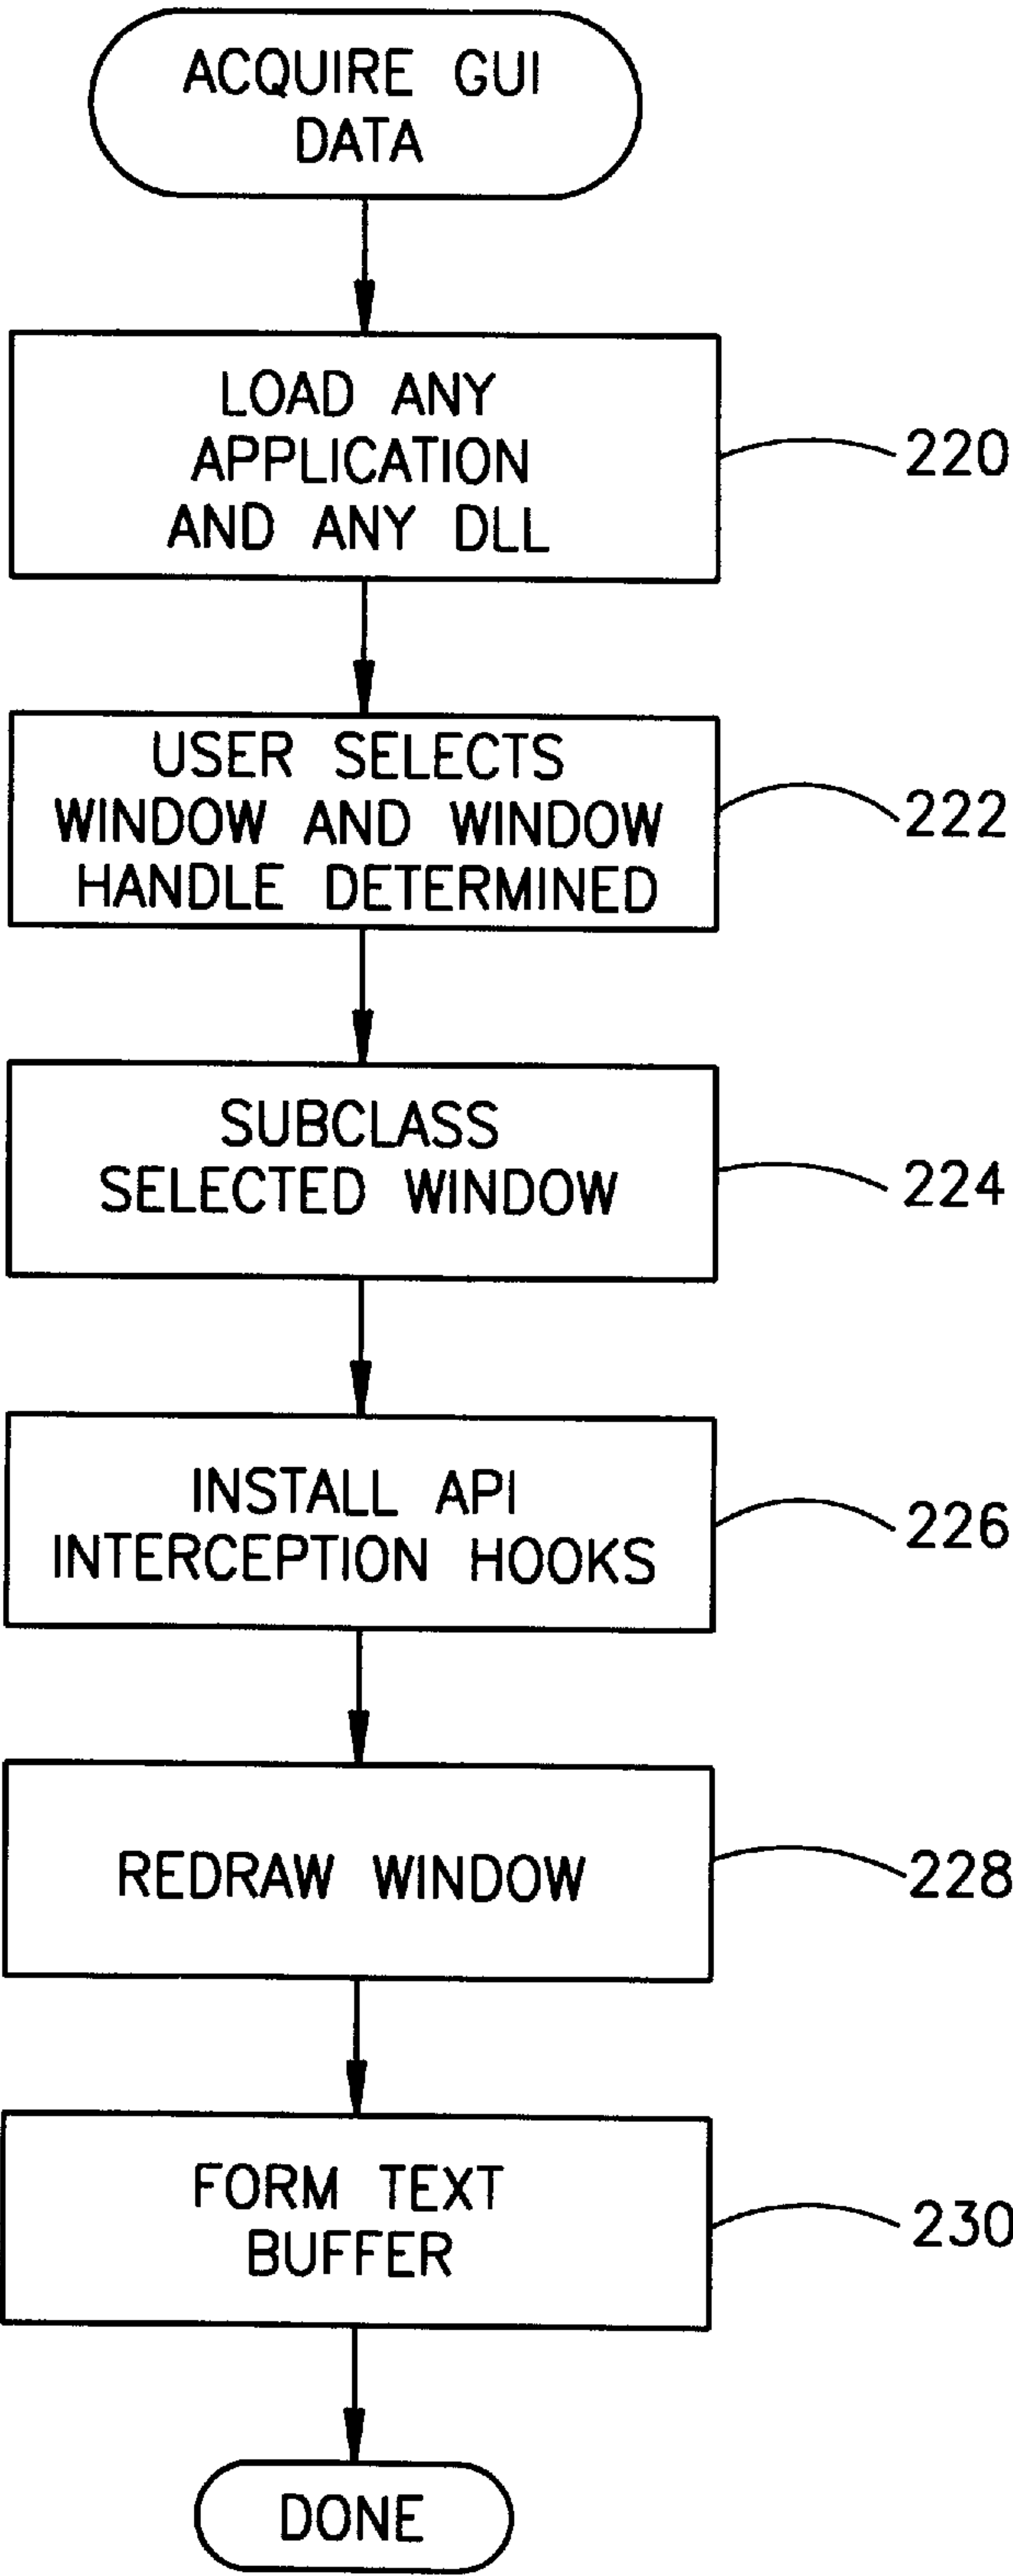 ACQUIRE GUI
DATA
LOAD ANY
APPLICATION
AND ANY DLL
220
USER SELECTS
WINDOW AND WINDOW
HANDLE DETERMINED
222
SUBCLASS
SELECTED WINDOW
224
INSTALL API
INTERCEPTION HOOKS
226
REDRAW WINDOW
228
FORM TEXT
BUFFER
230
DONE